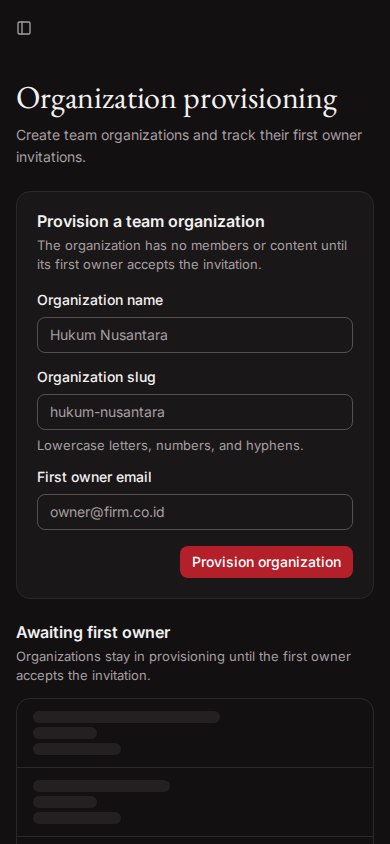 Organization provisioning
Create team organizations and track their first owner
invitations.
Provision a team organization
The organization has no members or content until
its first owner accepts the invitation.
Organization name
Hukum Nusantara
Organization slug
hukum-nusantara
Lowercase letters, numbers, and hyphens.
First owner email
owner@firm.co.id
Provision organization
Awaiting first owner
Organizations stay in provisioning until the first owner
accepts the invitation.